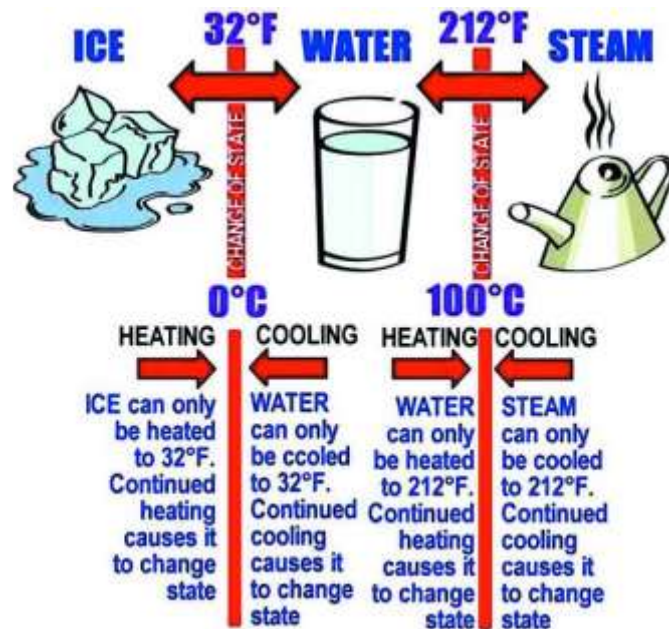 ICE
32°F
WATER
212°F
STEAM
CHANGE OF STATE
CHANGE OF STATE
0°C
100°C
HEATING
COOLING
HEATING
COOLING
ICE can only
be heated
to 32°F.
Continued
heating
causes it
to change
state
WATER
can only
be ccoled
to 32°F.
Continued
cooling
causes it
to change
state
WATER
can only
be heated
to 212°F.
Continued
heating
causes it
to change
state
STEAM
can only
be cooled
to 212°F.
Continued
cooling
causes it
to change
state